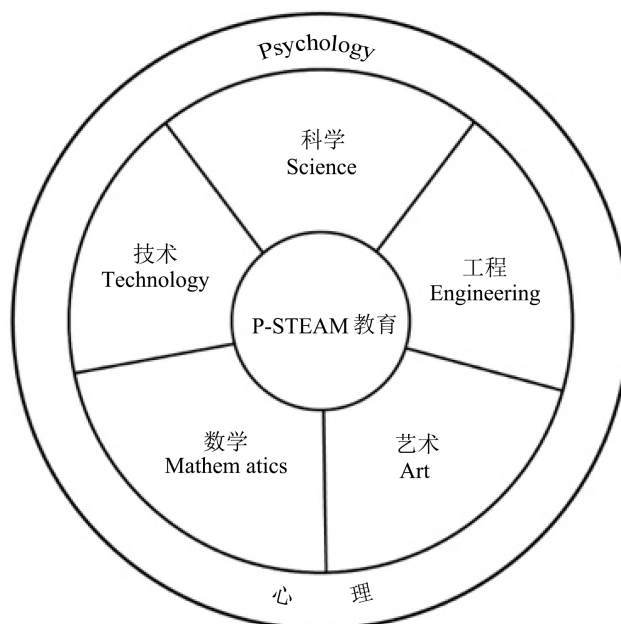 Psychology
科学
Science
技术
Technology
工程
Engineering
P-STEAM 教育
数学
Mathem atics
艺术
Art
心 理